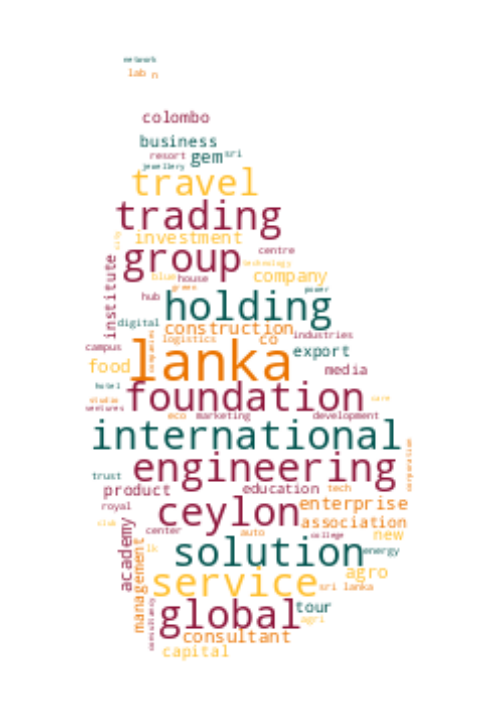 network
lab n
colombo
business
resort gem sri
jewellery
travel
trading
city investment
group centre
technology
institute blue house company
green power
hub holding
digital construction
companies logistics co industries
campus lanka export
food media
hotel foundation
studio care
ventures eco marketing development
international
corporation
trust engineering
product education tech
royal ceylon enterprise
club association
center auto college new
academy lk solution energy
management service agro
sri lanka
consultancy global tour
agri
consultant
capital